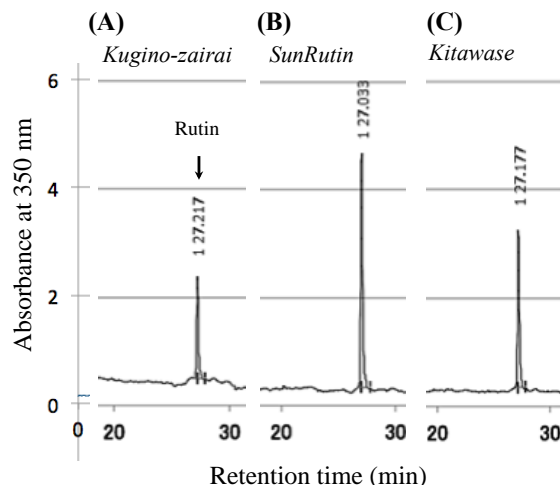 (A) (B) (C)
Kugino-zairai SunRutin Kitawase
6
4
2
0
Absorbance at 350 nm
Rutin
1 27.217
1 27.033
1 27.177
0 20 30 20 30 20 30
Retention time (min)